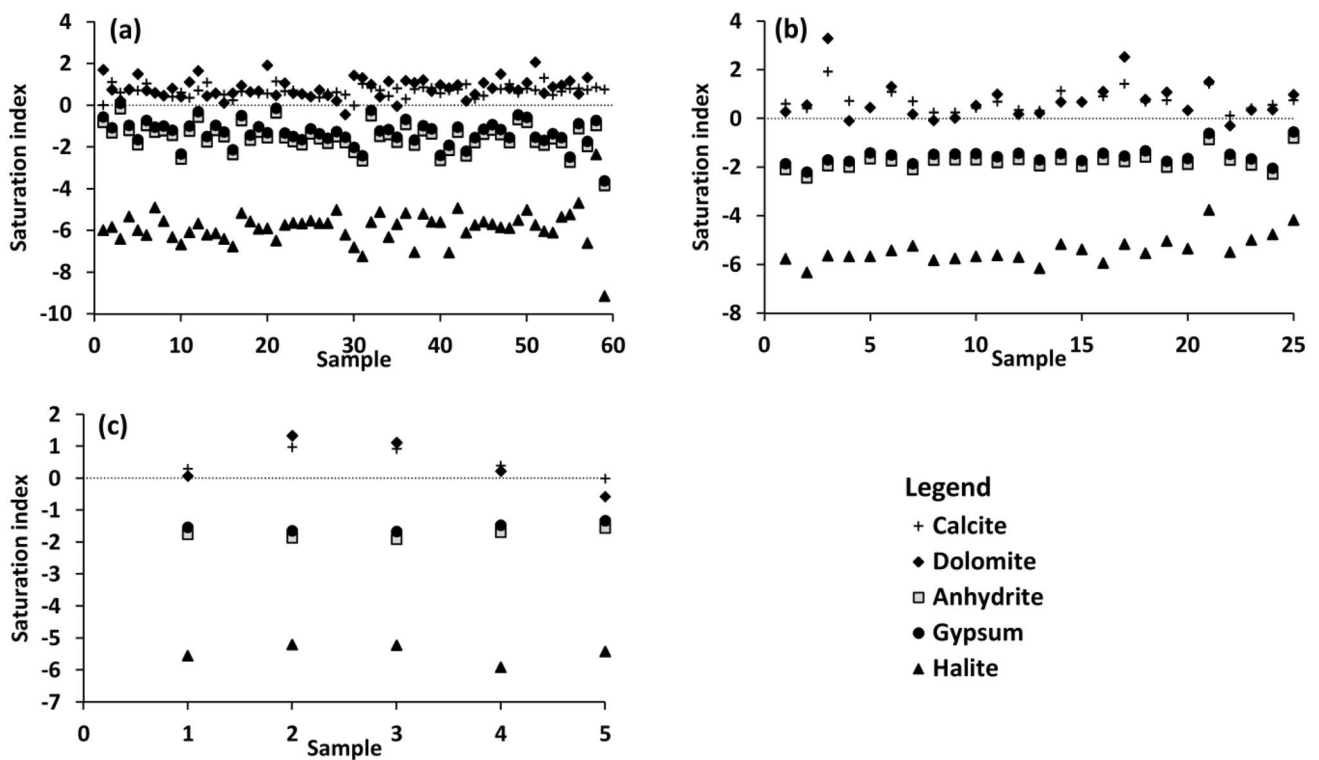 (a)
Saturation index
4
2
0
-2
-4
-6
-8
-10
0 10 20 30 40 50 60
Sample
(b)
Saturation index
4
2
0
-2
-4
-6
-8
0 5 10 15 20 25
Sample
(c)
Saturation index
2
1
0
-1
-2
-3
-4
-5
-6
-7
0 1 2 3 4 5
Sample
Legend
Calcite
Dolomite
Anhydrite
Gypsum
Halite